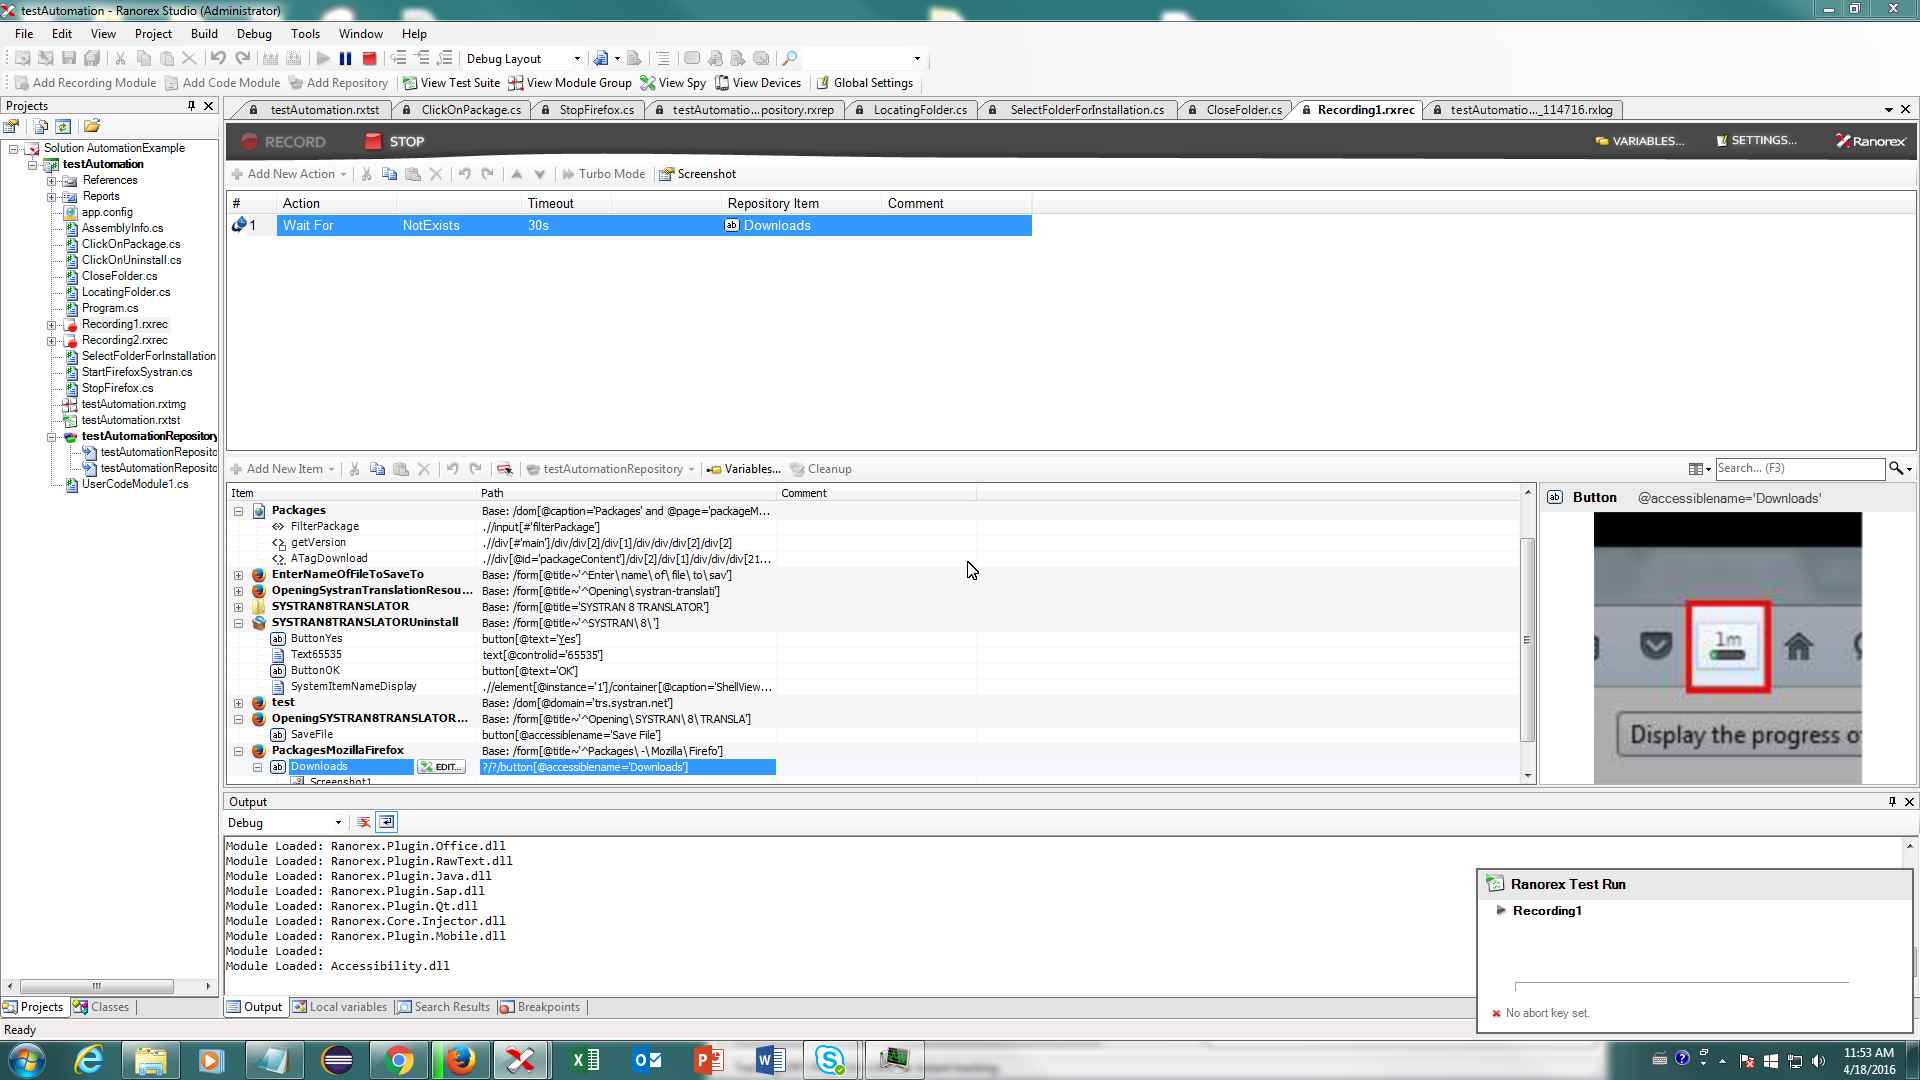 testAutomation - Ranorex Studio (Administrator)
File Edit View Project Build Debug Tools Window Help
Debug Layout
Add Recording Module Add Code Module Add Repository View Test Suite View Module Group View Spy View Devices Global Settings
Projects
testAutomation.rxtst ClickOnPackage.cs StopFirefox.cs testAutomatio...pository.rxrep LocatingFolder.cs SelectFolderForInstallation.cs CloseFolder.cs Recording1.rxrec testAutomatio..._114716.rxlog
RECORD STOP VARIABLES... SETTINGS... Ranorex
Add New Action Turbo Mode Screenshot
# Action Timeout Repository Item Comment
1 Wait For NotExists 30s ab Downloads
Solution AutomationExample
testAutomation
References
Reports
app.config
AssemblyInfo.cs
ClickOnPackage.cs
ClickOnUninstall.cs
CloseFolder.cs
LocatingFolder.cs
Program.cs
Recording1.rxrec
Recording2.rxrec
SelectFolderForInstallation
StartFirefoxSystran.cs
StopFirefox.cs
testAutomation.rxtmg
testAutomation.rxtst
testAutomationRepository
testAutomationReposito
testAutomationReposito
UserCodeModule1.cs
Projects Classes
Add New Item testAutomationRepository Variables... Cleanup Search... (F3)
Item Path Comment
Packages Base: /dom[@caption='Packages' and @page='packageM...
FilterPackage .//input[#'filterPackage']
getVersion .//div[#'main']/div/div[2]/div[1]/div/div/div[2]/div[2]
ATagDownload .//div[@id='packageContent']/div[2]/div[1]/div/div/div[21...
EnterNameOfFileToSaveTo Base: /form[@title~'^Enter\ name\ of\ file\ to\ sav']
OpeningSystranTranslationResou... Base: /form[@title~'^Opening\ systran-translati']
SYSTRAN8TRANSLATOR Base: /form[@title='SYSTRAN 8 TRANSLATOR']
SYSTRAN8TRANSLATORUninstall Base: /form[@title~'^SYSTRAN\ 8\ ']
ab ButtonYes button[@text='Yes']
Text65535 text[@controlid='65535']
ab ButtonOK button[@text='OK']
SystemItemNameDisplay .//element[@instance='1']/container[@caption='ShellView...
test Base: /dom[@domain='trs.systran.net']
OpeningSYSTRAN8TRANSLATOR... Base: /form[@title~'^Opening\ SYSTRAN\ 8\ TRANSLA']
ab SaveFile button[@accessiblename='Save File']
PackagesMozillaFirefox Base: /form[@title~'^Packages\ -\ Mozilla\ Firefo']
ab Downloads EDIT... ?/?/button[@accessiblename='Downloads']
Screenshot1
ab Button @accessiblename='Downloads'
1m
Display the progress o
Output
Debug
Module Loaded: Ranorex.Plugin.Office.dll
Module Loaded: Ranorex.Plugin.RawText.dll
Module Loaded: Ranorex.Plugin.Java.dll
Module Loaded: Ranorex.Plugin.Sap.dll
Module Loaded: Ranorex.Plugin.Qt.dll
Module Loaded: Ranorex.Core.Injector.dll
Module Loaded: Ranorex.Plugin.Mobile.dll
Module Loaded:
Module Loaded: Accessibility.dll
Output Local variables Search Results Breakpoints
Ranorex Test Run
Recording1
No abort key set.
Ready
11:53 AM
4/18/2016